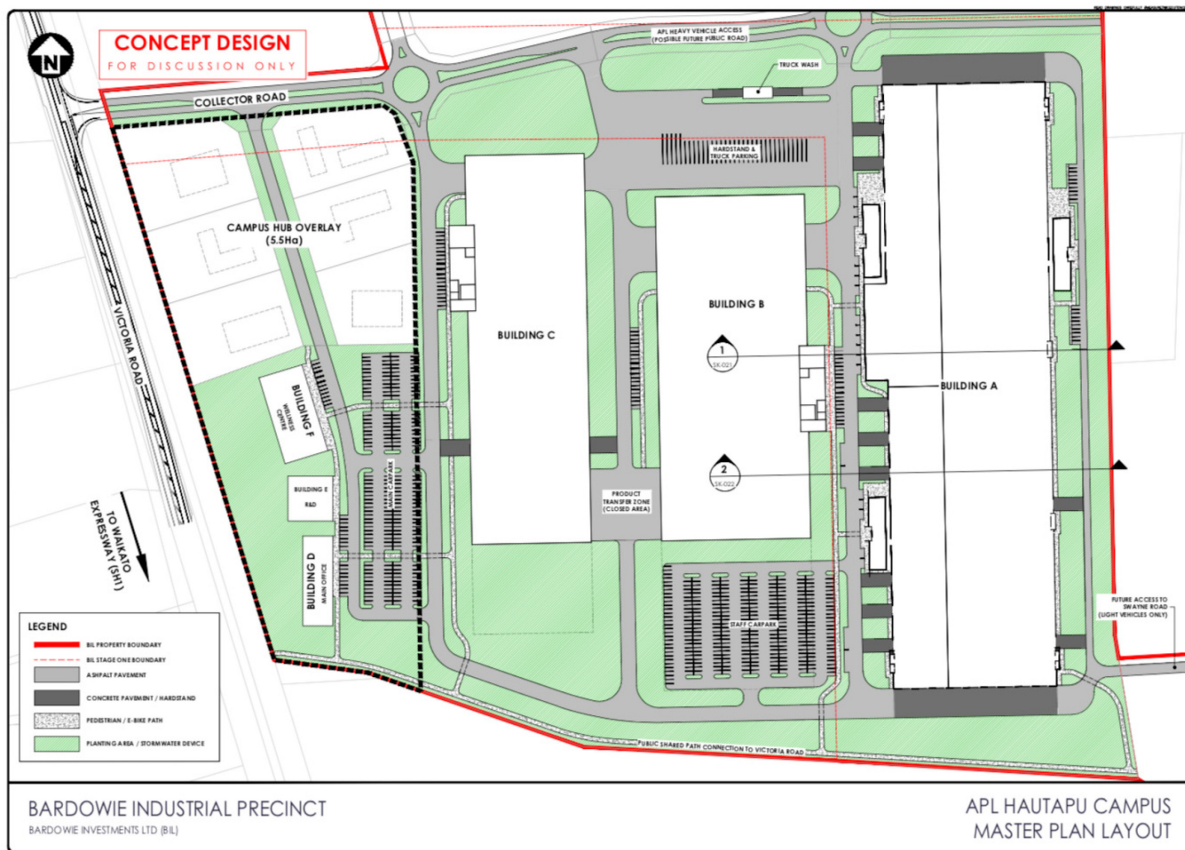 CONCEPT DESIGN
FOR DISCUSSION ONLY
N
APL HEAVY VEHICLE ACCESS
(POSSIBLE FUTURE PUBLIC ROAD)
TRUCK WASH
COLLECTOR ROAD
HARDSTAND &
TRUCK PARKING
CAMPUS HUB OVERLAY
(5.5Ha)
VICTORIA ROAD
BUILDING C
BUILDING B
1
SK-021
BUILDING A
BUILDING F
WELLNESS
CENTRE
MAIN CARPARK
2
SK-022
BUILDING E
R&D
PRODUCT
TRANSFER ZONE
(CLOSED AREA)
TO WAIKATO
EXPRESSWAY (SH1)
BUILDING D
MAIN OFFICE
STAFF CARPARK
FUTURE ACCESS TO
SWAYNE ROAD
(LIGHT VEHICLES ONLY)
LEGEND
BIL PROPERTY BOUNDARY
BIL STAGE ONE BOUNDARY
ASHPALT PAVEMENT
CONCRETE PAVEMENT / HARDSTAND
PEDESTRIAN / E-BIKE PATH
PLANTING AREA / STORMWATER DEVICE
PUBLIC SHARED PATH CONNECTION TO VICTORIA ROAD
BARDOWIE INDUSTRIAL PRECINCT
BARDOWIE INVESTMENTS LTD (BIL)
APL HAUTAPU CAMPUS
MASTER PLAN LAYOUT